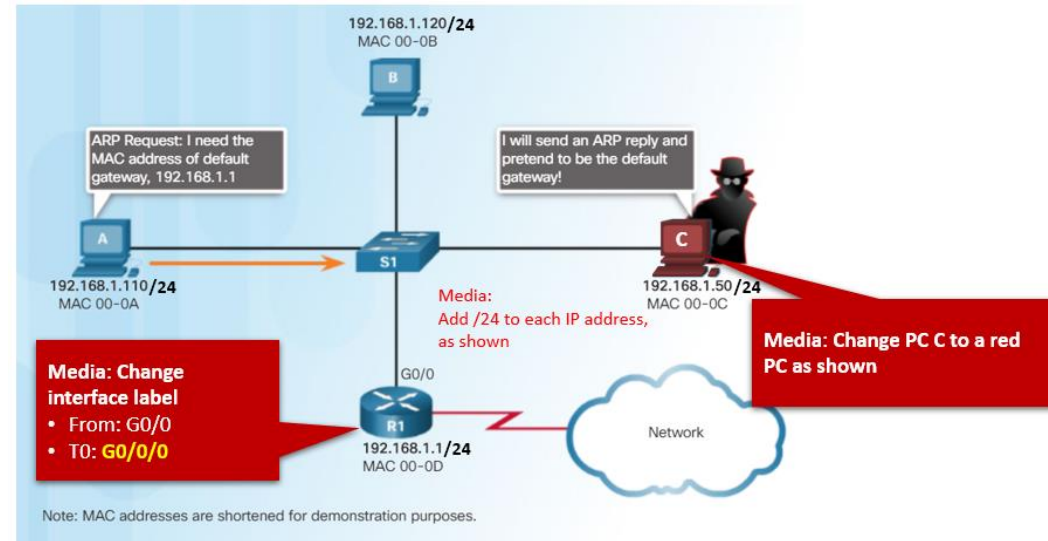 192.168.1.120/24
MAC 00-0B
B
ARP Request: I need the
MAC address of default
gateway, 192.168.1.1
I will send an ARP reply and
pretend to be the default
gateway!
A
S1
C
192.168.1.110/24
MAC 00-0A
192.168.1.50/24
MAC 00-0C
Media:
Add /24 to each IP address,
as shown
Media: Change PC C to a red
PC as shown
Media: Change
interface label
• From: G0/0
• T0: G0/0/0
G0/0
R1
192.168.1.1/24
MAC 00-0D
Network
Note: MAC addresses are shortened for demonstration purposes.